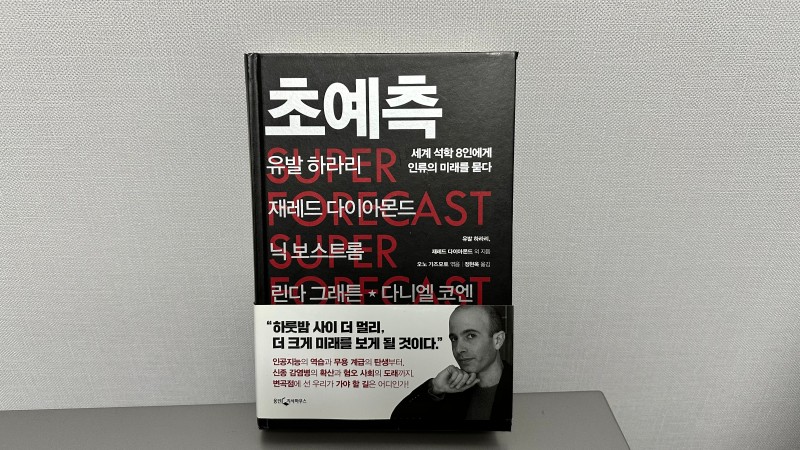 초예측
세계 석학 8인에게
인류의 미래를 묻다
SUPER
유발 하라리
FORECAST
재레드 다이아몬드
SUPER
닉 보스트롬
FORECAST
린다 그래튼 ★ 다니엘 코엔
유발 하라리,
재레드 다이아몬드 외 지음
오노 가즈모토 엮음 | 정현옥 옮김
“하룻밤 사이 더 멀리,
더 크게 미래를 보게 될 것이다.”
인공지능의 역습과 무용 계급의 탄생부터,
신종 감염병의 확산과 혐오 사회의 도래까지,
변곡점에 선 우리가 가야 할 길은 어디인가!
웅진 지식하우스